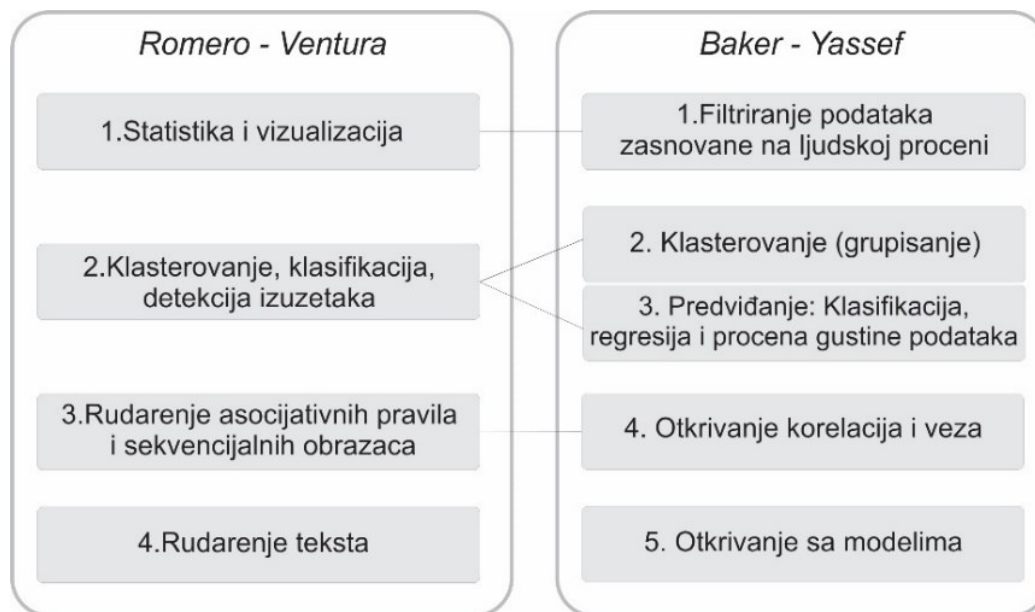 Romero - Ventura
1.Statistika i vizualizacija
2.Klasterovanje, klasifikacija,
detekcija izuzetaka
3.Rudarenje asocijativnih pravila
i sekvencijalnih obrazaca
4.Rudarenje teksta
Baker - Yassef
1.Filtriranje podataka
zasnovane na ljudskoj proceni
2. Klasterovanje (grupisanje)
3. Predviđanje: Klasifikacija,
regresija i procena gustine podataka
4. Otkrivanje korelacija i veza
5. Otkrivanje sa modelima